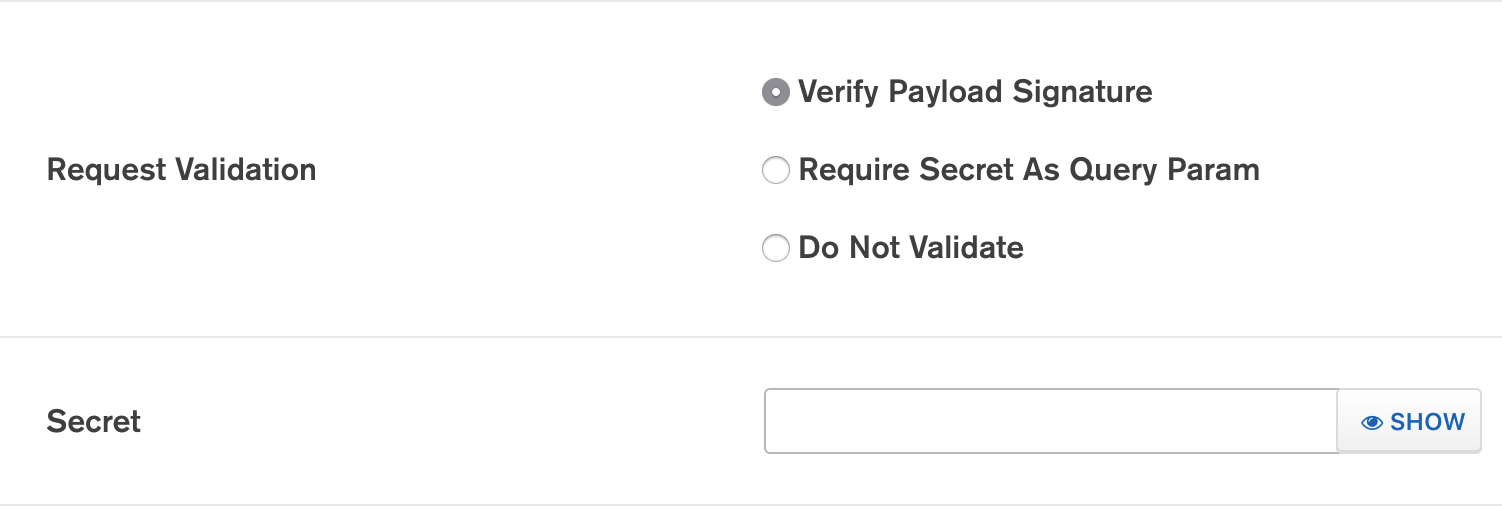 Verify Payload Signature
Request Validation
Require Secret As Query Param
Do Not Validate
Secret
SHOW